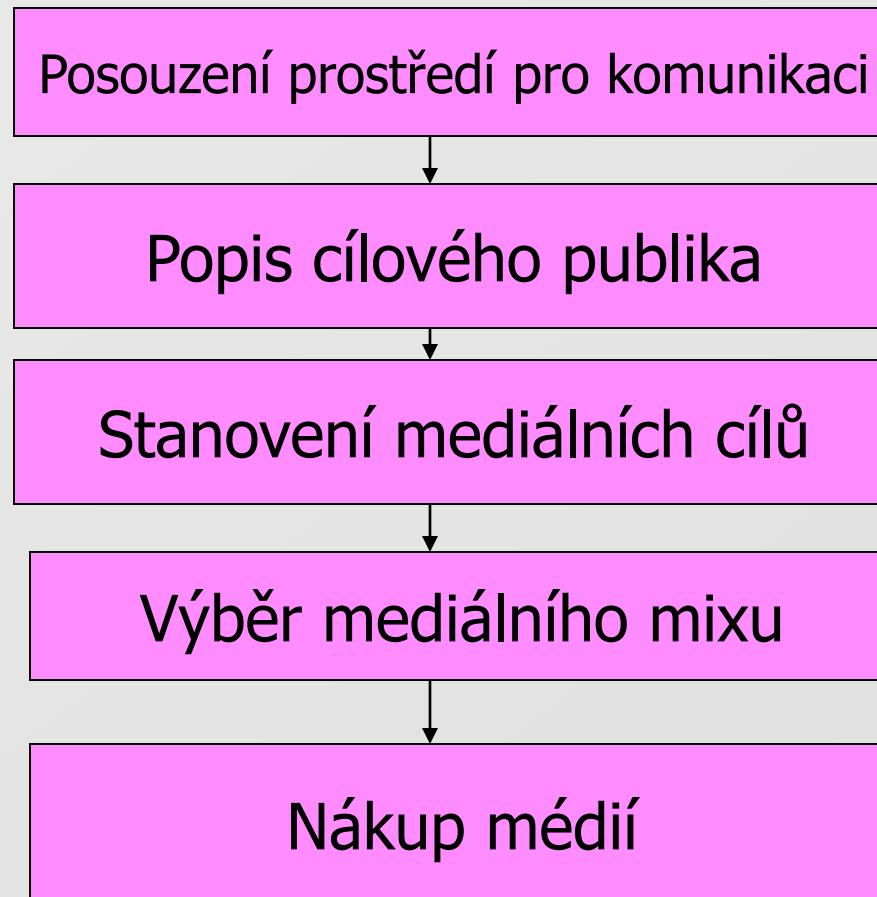 Posouzení prostředí pro komunikaci
Popis cílového publika
Stanovení mediálních cílů
Výběr mediálního mixu
Nákup médií